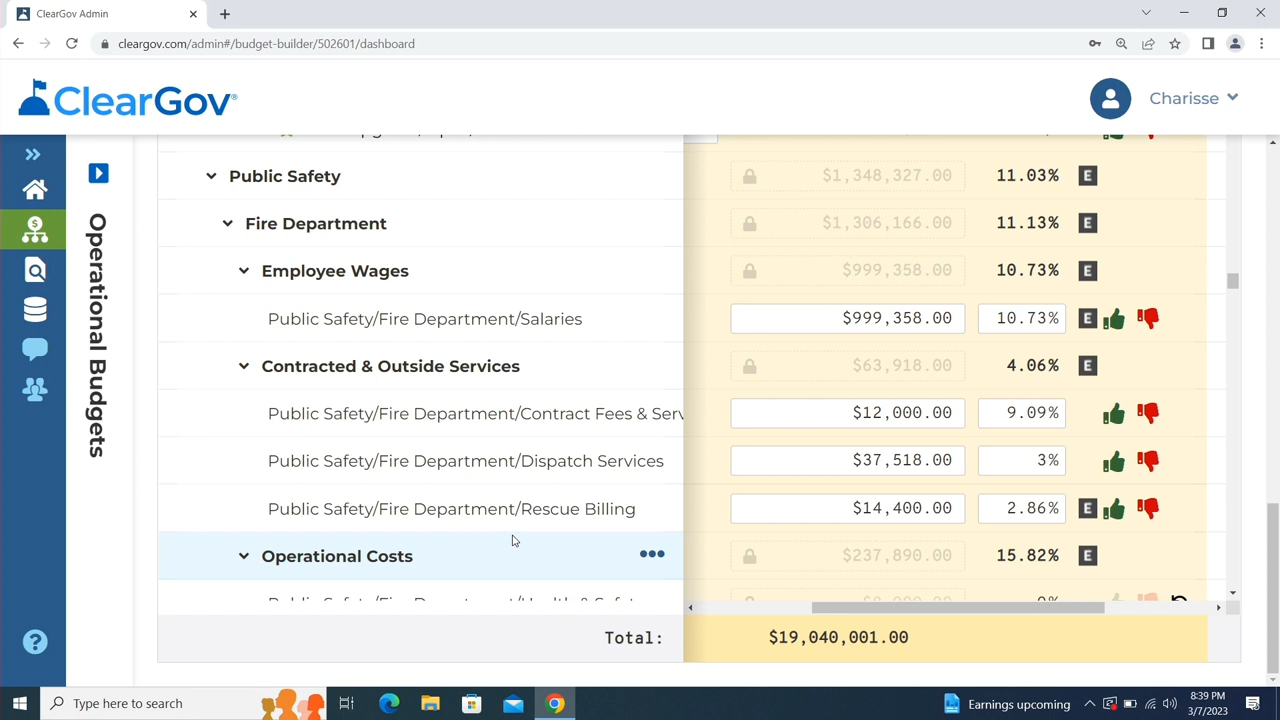 ClearGov Admin
cleargov.com/admin#/budget-builder/502601/dashboard
ClearGov®
Charisse
Operational Budgets
Public Safety $1,348,327.00 11.03% E
Fire Department $1,306,166.00 11.13% E
Employee Wages $999,358.00 10.73% E
Public Safety/Fire Department/Salaries $999,358.00 10.73% E
Contracted & Outside Services $63,918.00 4.06% E
Public Safety/Fire Department/Contract Fees & Serv $12,000.00 9.09%
Public Safety/Fire Department/Dispatch Services $37,518.00 3%
Public Safety/Fire Department/Rescue Billing $14,400.00 2.86% E
Operational Costs $237,890.00 15.82% E
Total: $19,040,001.00
Type here to search
Earnings upcoming
8:39 PM
3/7/2023